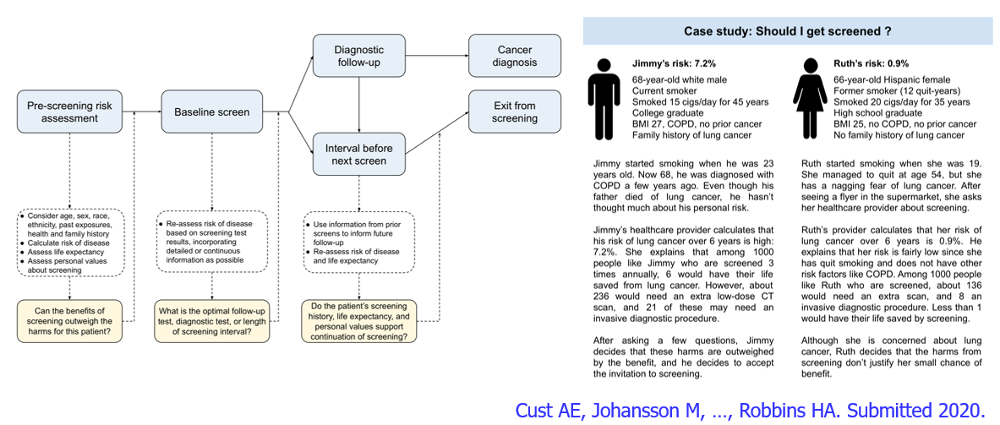 Pre-screening risk
assessment
Baseline screen
Diagnostic
follow-up
Cancer
diagnosis
Interval before
next screen
Exit from
screening
● Consider age, sex, race,
ethnicity, past exposures,
health and family history
● Calculate risk of disease
● Assess life expectancy
● Assess personal values
about screening
● Re-assess risk of disease
based on screening test
results, incorporating
detailed or continuous
information as possible
● Use information from prior
screens to inform future
follow-up
● Re-assess risk of disease
and life expectancy
Can the benefits of
screening outweigh the
harms for this patient?
What is the optimal follow-up
test, diagnostic test, or length
of screening interval?
Do the patient's screening
history, life expectancy, and
personal values support
continuation of screening?
Case study: Should I get screened ?
Jimmy's risk: 7.2%
68-year-old white male
Current smoker
Smoked 15 cigs/day for 45 years
College graduate
BMI 27, COPD, no prior cancer
Family history of lung cancer
Jimmy started smoking when he was 23
years old. Now 68, he was diagnosed with
COPD a few years ago. Even though his
father died of lung cancer, he hasn't
thought much about his personal risk.
Jimmy's healthcare provider calculates that
his risk of lung cancer over 6 years is high:
7.2%. She explains that among 1000
people like Jimmy who are screened 3
times annually, 6 would have their life
saved from lung cancer. However, about
236 would need an extra low-dose CT
scan, and 21 of these may need an
invasive diagnostic procedure.
After asking a few questions, Jimmy
decides that these harms are outweighed
by the benefit, and he decides to accept
the invitation to screening.
Ruth's risk: 0.9%
66-year-old Hispanic female
Former smoker (12 quit-years)
Smoked 20 cigs/day for 35 years
High school graduate
BMI 25, no COPD, no prior cancer
No family history of lung cancer
Ruth started smoking when she was 19.
She managed to quit at age 54, but she
has a nagging fear of lung cancer. After
seeing a flyer in the supermarket, she asks
her healthcare provider about screening.
Ruth's provider calculates that her risk of
lung cancer over 6 years is 0.9%. He
explains that her risk is fairly low since she
has quit smoking and does not have other
risk factors like COPD. Among 1000 people
like Ruth who are screened, about 136
would need an extra scan, and 8 an
invasive diagnostic procedure. Less than 1
would have their life saved by screening.
Although she is concerned about lung
cancer, Ruth decides that the harms from
screening don't justify her small chance of
benefit.
Cust AE, Johansson M, ..., Robbins HA. Submitted 2020.